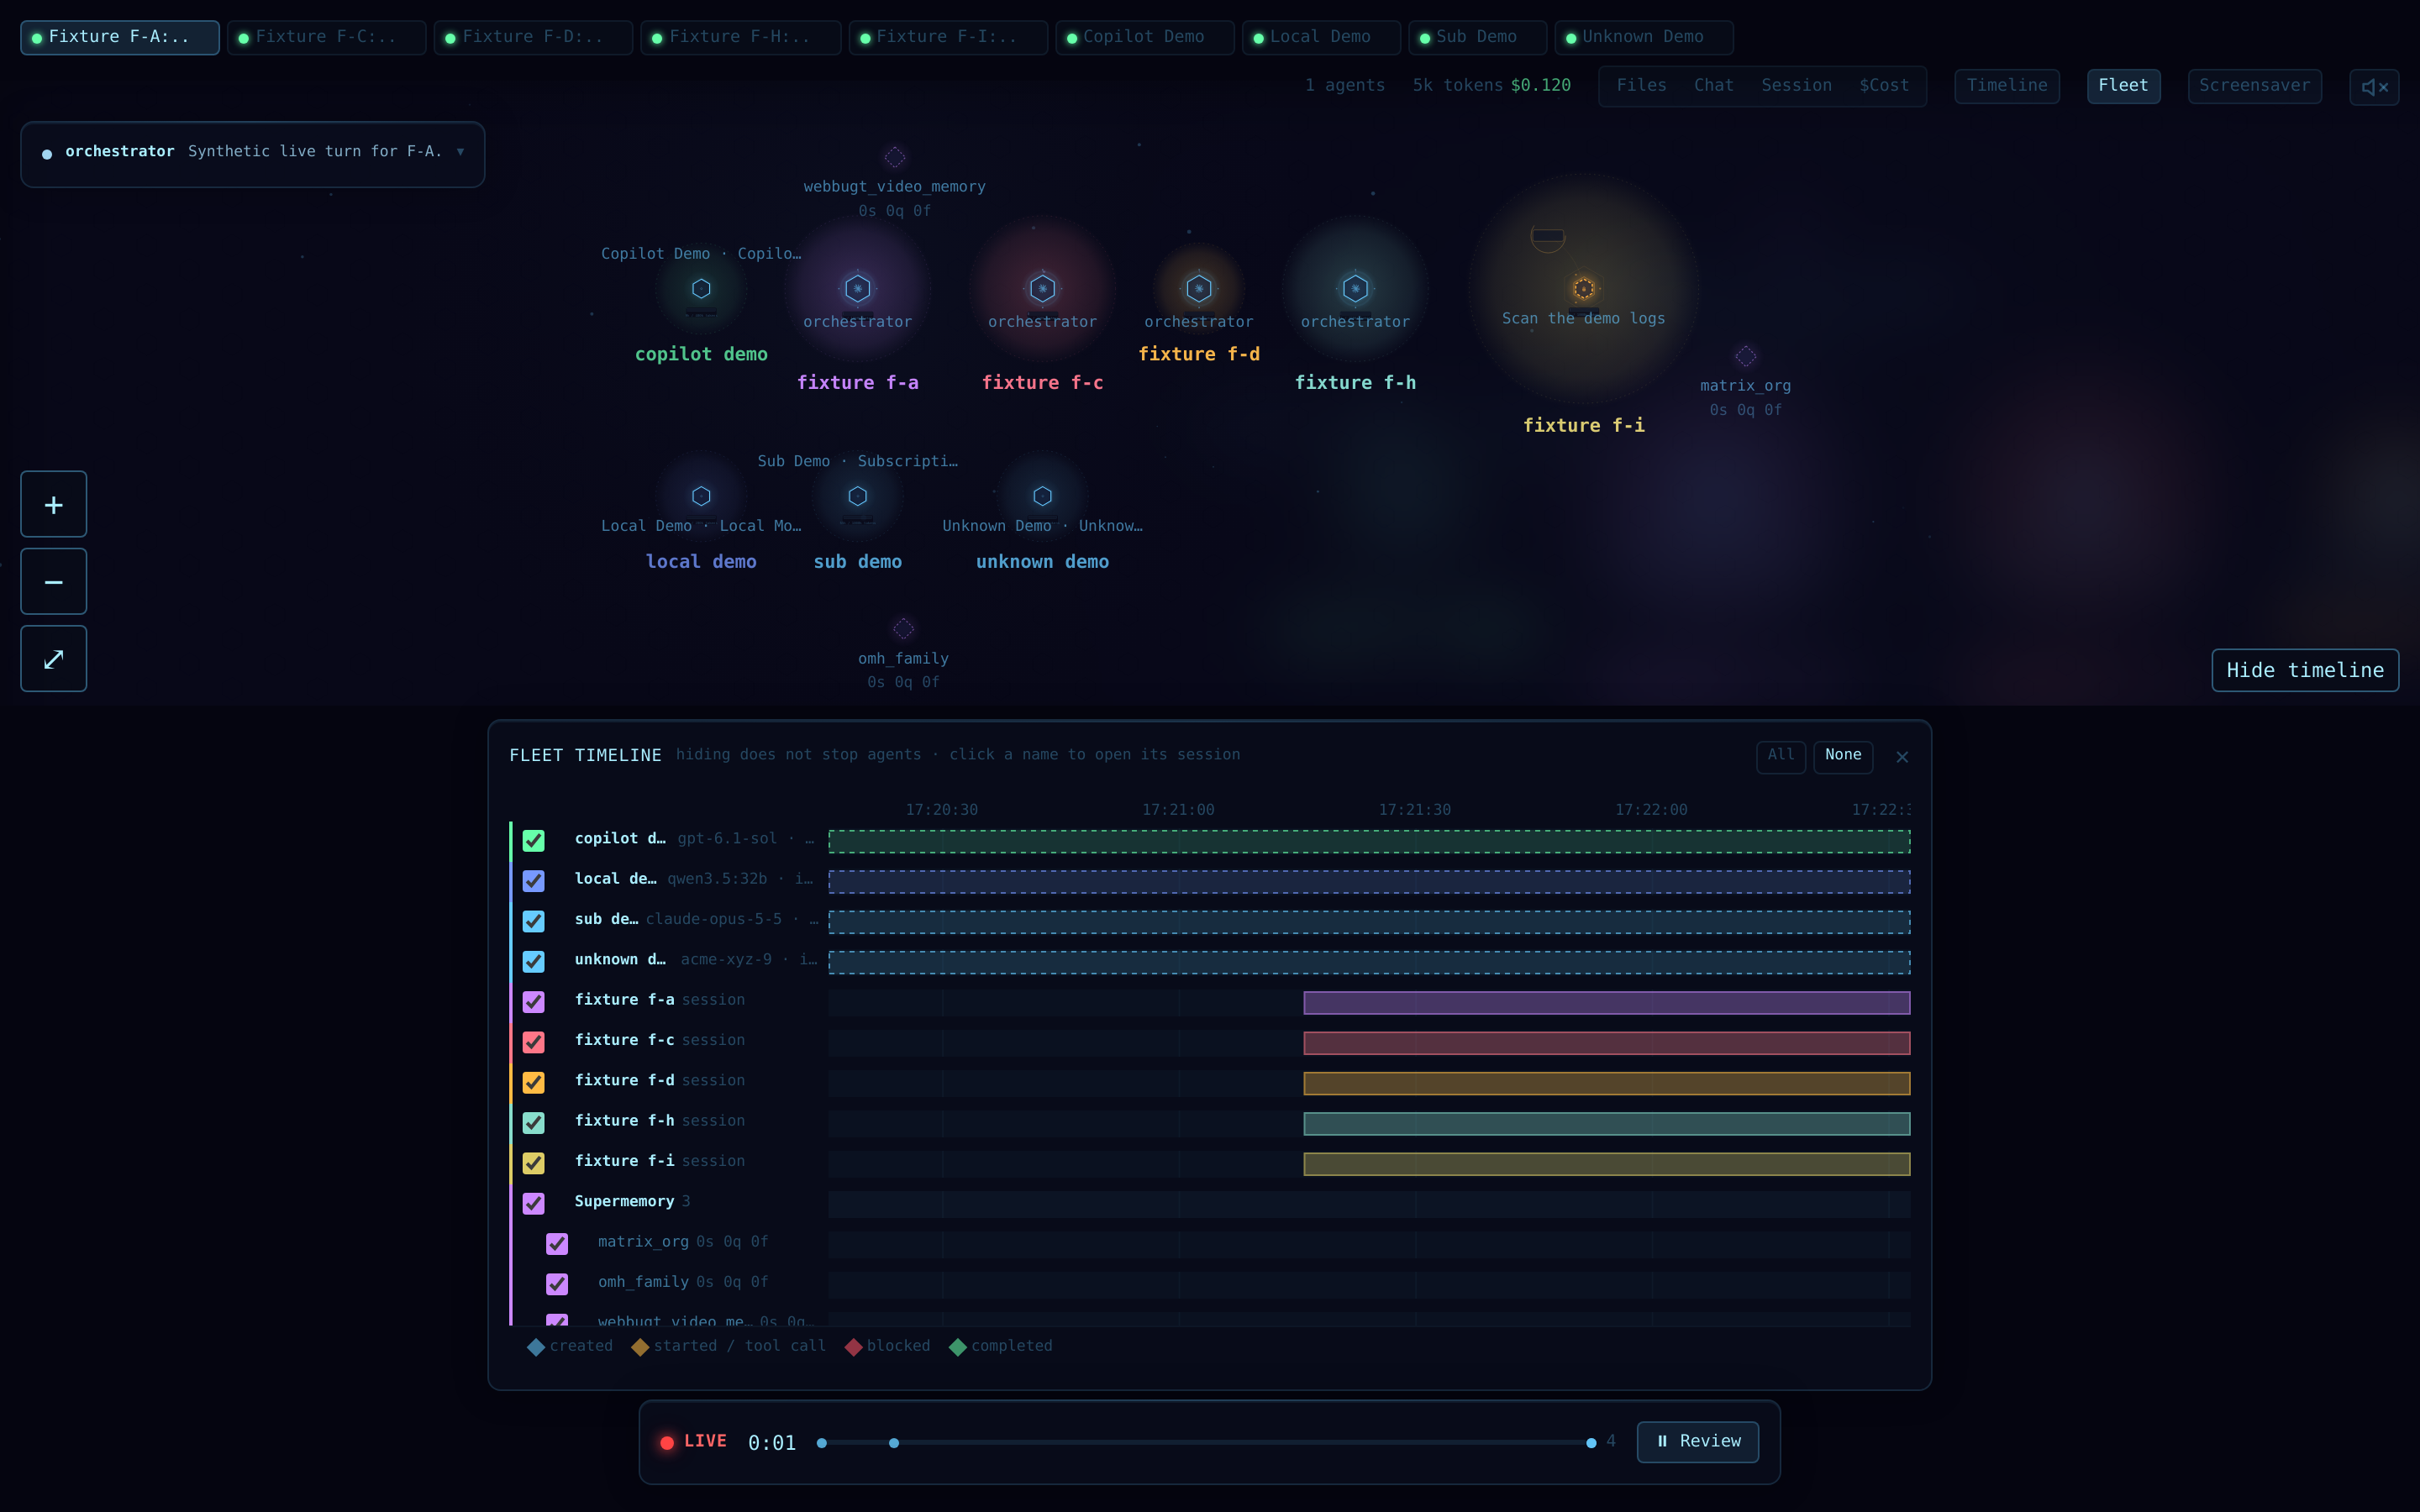 Fixture F-A:..
Fixture F-C:..
Fixture F-D:..
Fixture F-H:..
Fixture F-I:..
Copilot Demo
Local Demo
Sub Demo
Unknown Demo
1 agents 5k tokens $0.120
Files Chat Session $Cost
Timeline
Fleet
Screensaver
orchestrator Synthetic live turn for F-A. ▼
webbugt_video_memory
0s 0q 0f
Copilot Demo · Copilo…
orchestrator
orchestrator
orchestrator
orchestrator
Scan the demo logs
copilot demo
fixture f-a
fixture f-c
fixture f-d
fixture f-h
fixture f-i
matrix_org
0s 0q 0f
Sub Demo · Subscripti…
Local Demo · Local Mo…
Unknown Demo · Unknow…
local demo
sub demo
unknown demo
omh_family
0s 0q 0f
+
−
Hide timeline
FLEET TIMELINE hiding does not stop agents · click a name to open its session
All
None
✕
17:20:30 17:21:00 17:21:30 17:22:00 17:22:3
copilot d… gpt-6.1-sol · …
local de… qwen3.5:32b · i…
sub de… claude-opus-5-5 · …
unknown d… acme-xyz-9 · i…
fixture f-a session
fixture f-c session
fixture f-d session
fixture f-h session
fixture f-i session
Supermemory 3
matrix_org 0s 0q 0f
omh_family 0s 0q 0f
webbugt_video_me… 0s 0q…
created
started / tool call
blocked
completed
LIVE 0:01
4
Review